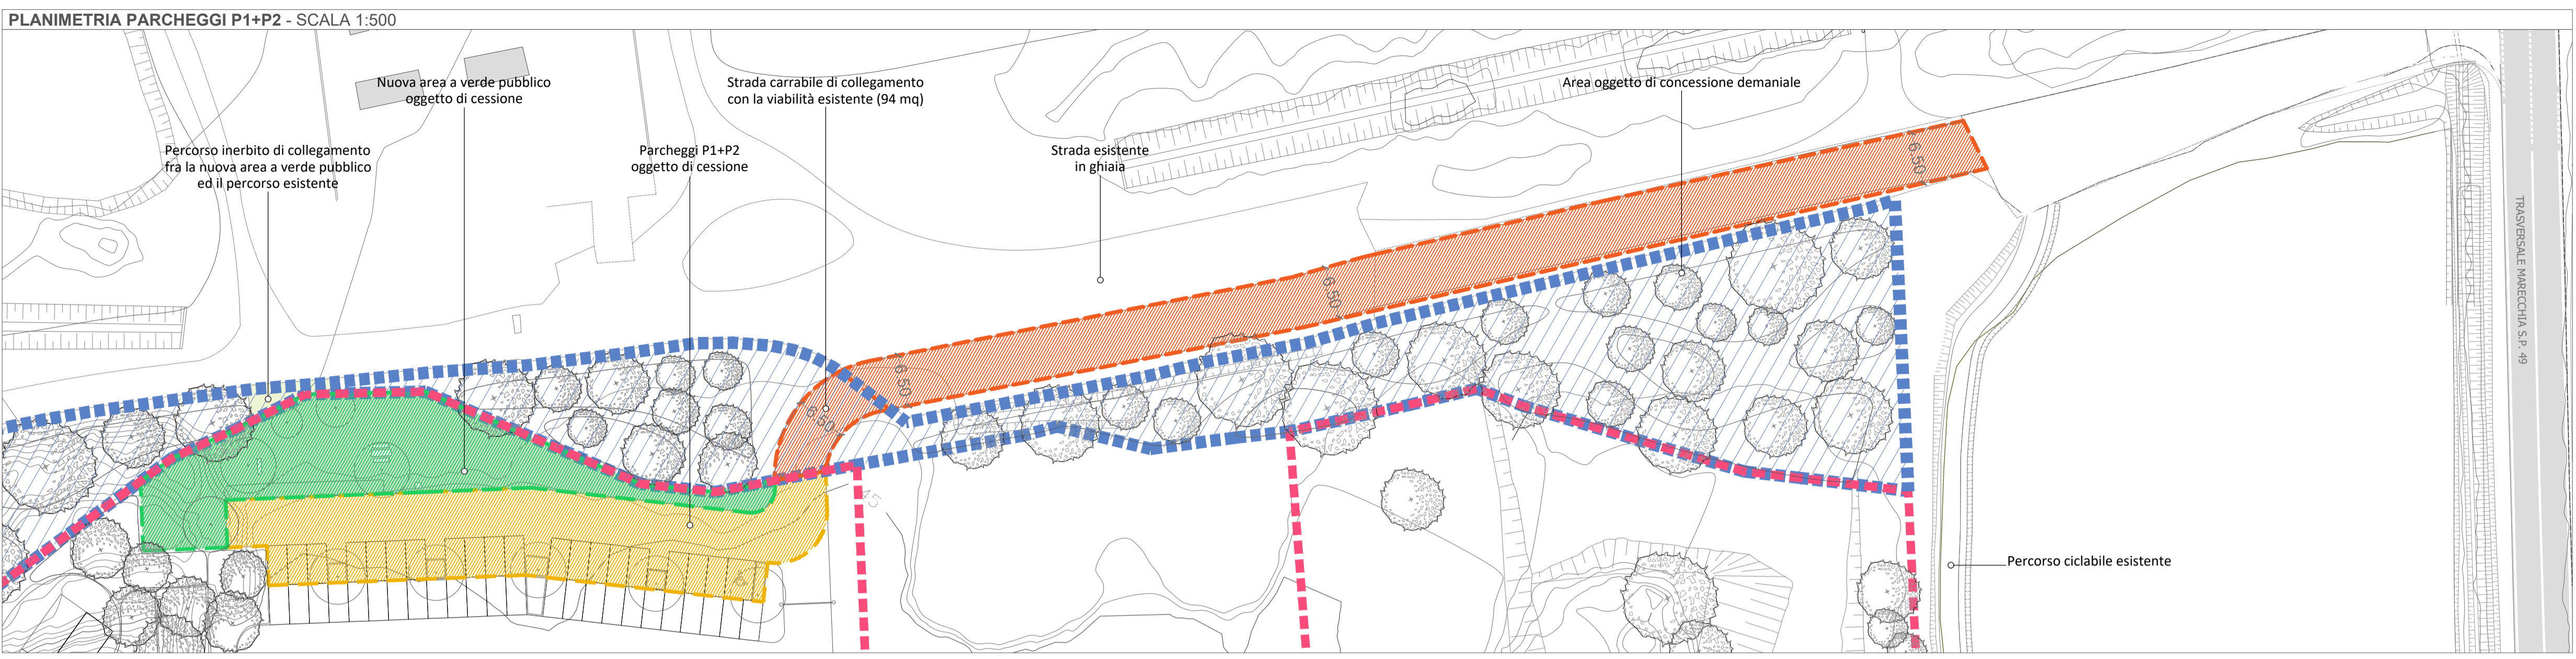 PLANIMETRIA PARCHEGGI P1+P2 - SCALA 1:500
Nuova area a verde pubblico
oggetto di cessione
Strada carrabile di collegamento
con la viabilità esistente (94 mq)
Area oggetto di concessione demaniale
Percorso inerbito di collegamento
fra la nuova area a verde pubblico
ed il percorso esistente
Parcheggi P1+P2
oggetto di cessione
Strada esistente
in ghiaia
6.50
6.50
6.50
6.50
45
TRASVERSALE MARECCHIA S.P. 49
Percorso ciclabile esistente